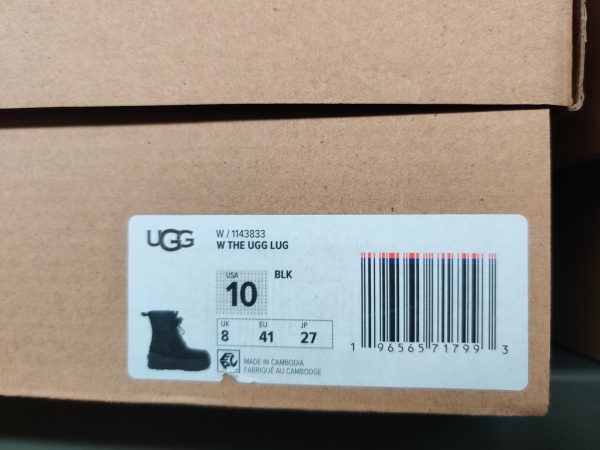 UGG
W / 1143833
W THE UGG LUG
USA
10
BLK
UK EU JP
8 41 27
MADE IN CAMBODIA
FABRIQUÉ AU CAMBODGE
1 96565 71799 3